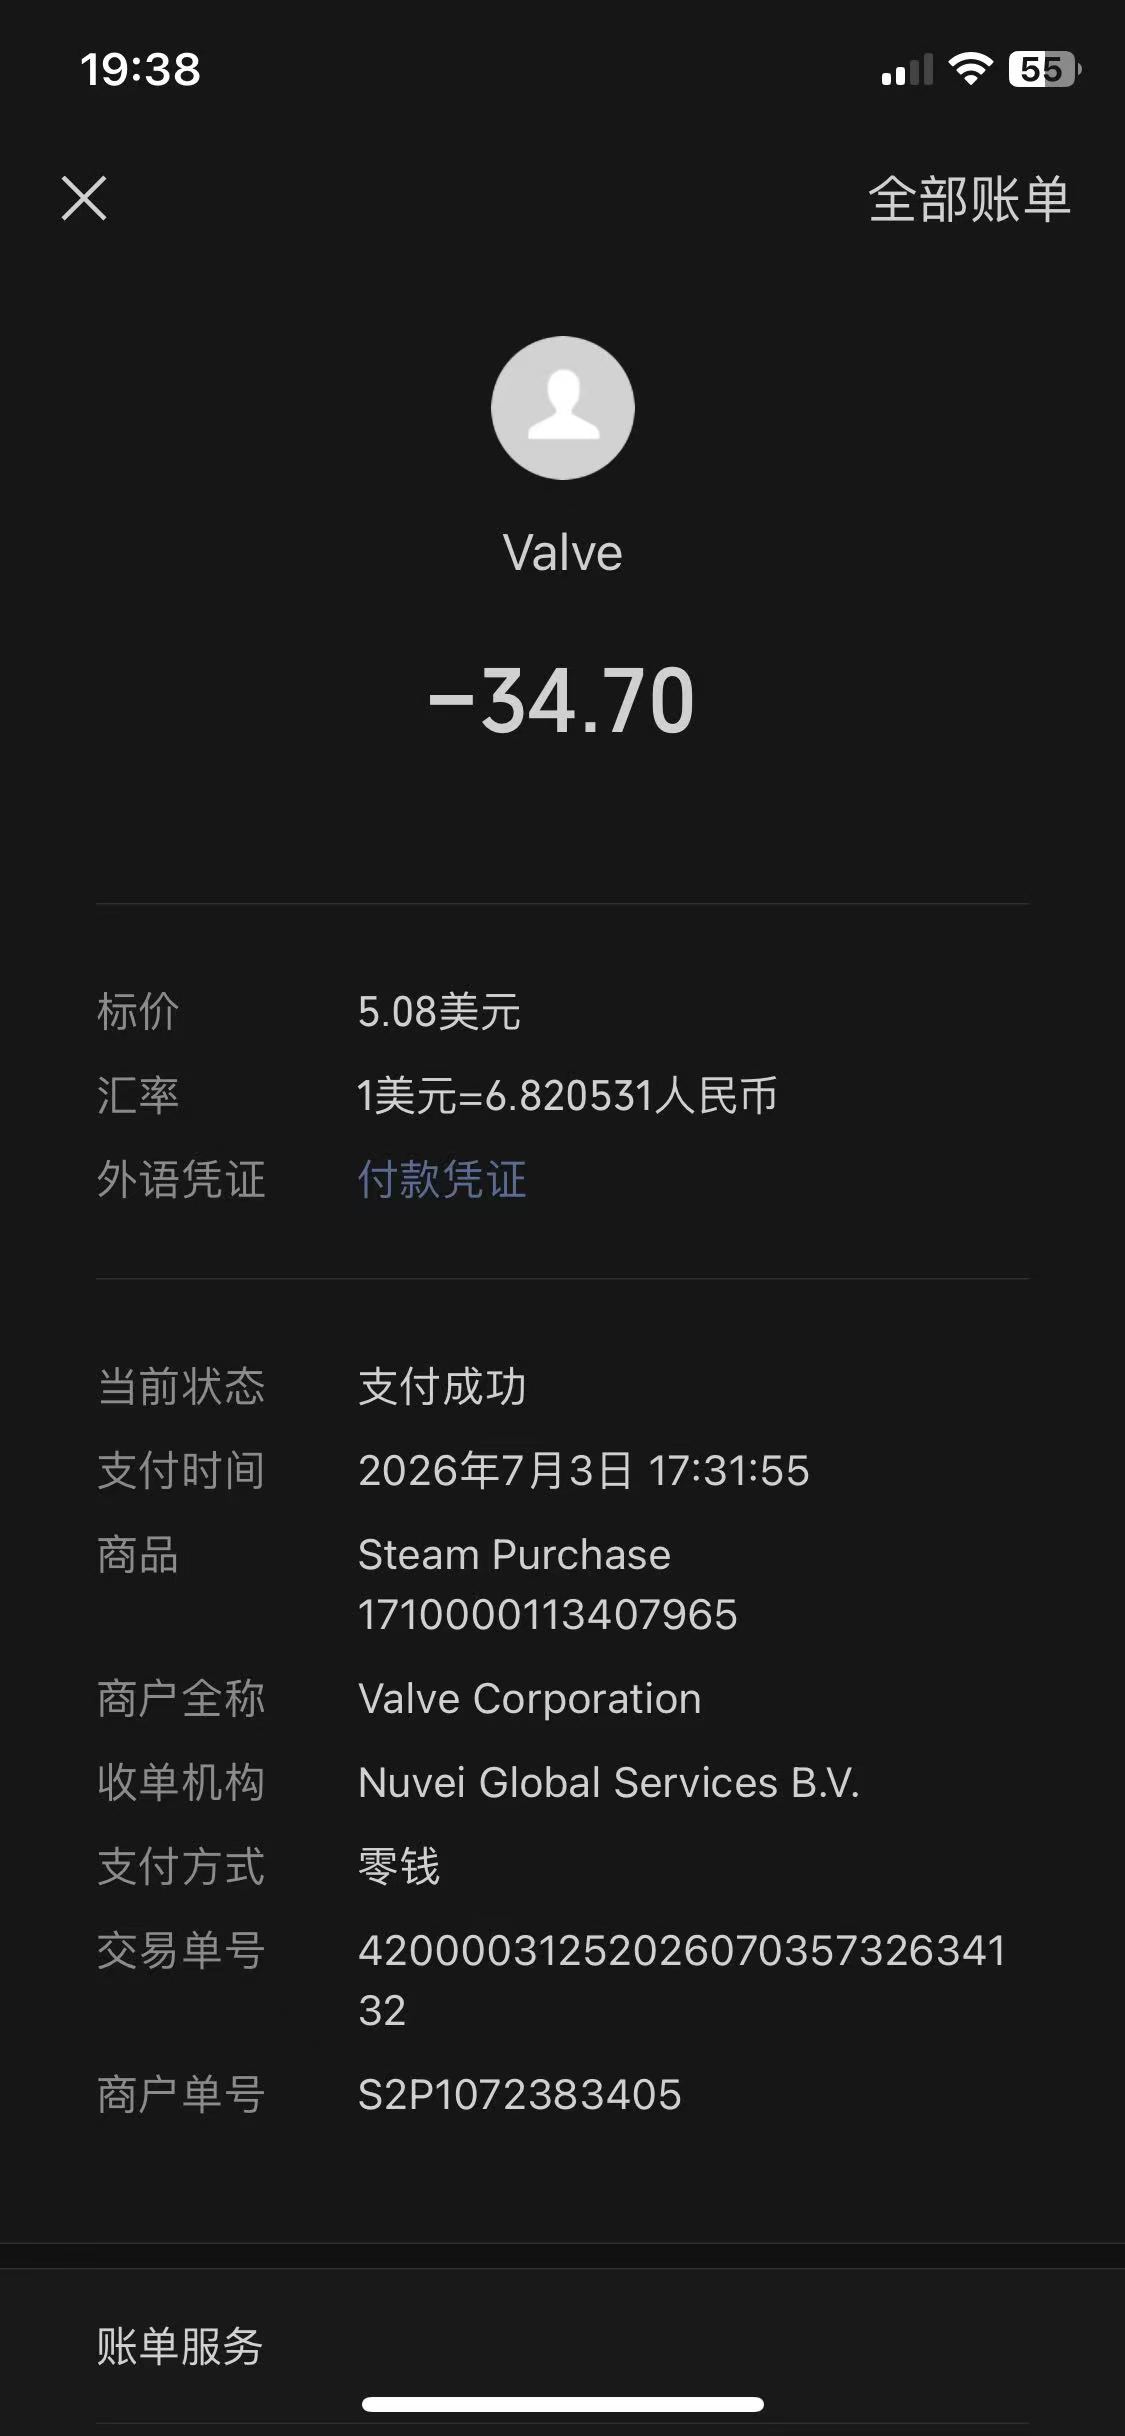 19:38
55
全部账单
Valve
-34.70
标价 5.08美元
汇率 1美元=6.820531人民币
外语凭证 付款凭证
当前状态 支付成功
支付时间 2026年7月3日 17:31:55
商品 Steam Purchase
1710000113407965
商户全称 Valve Corporation
收单机构 Nuvei Global Services B.V.
支付方式 零钱
交易单号 42000031252026070357326341
32
商户单号 S2P1072383405
账单服务